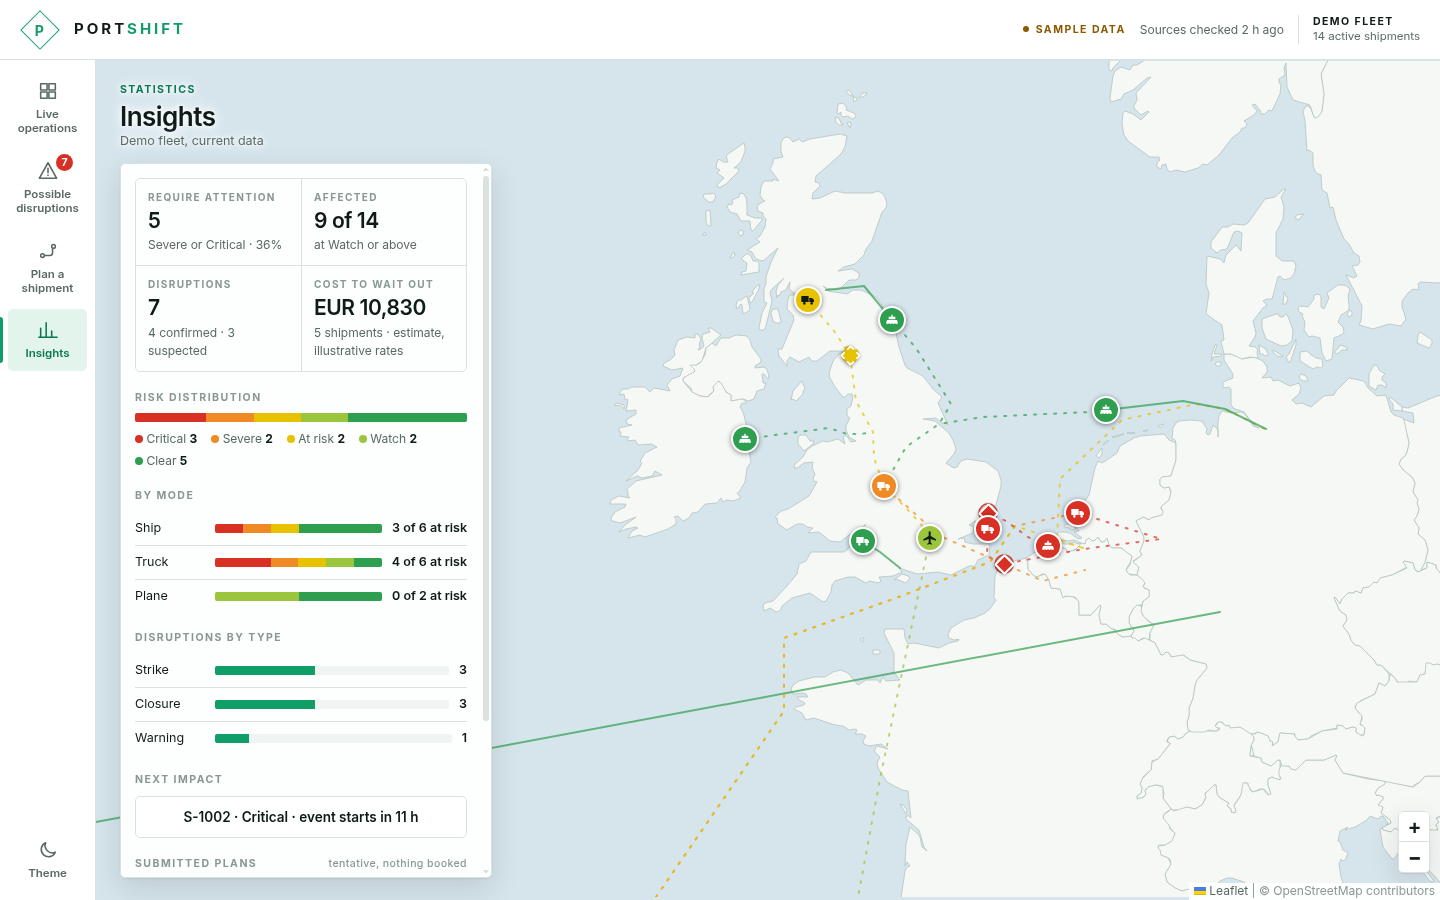 P PORTSHIFT
SAMPLE DATA Sources checked 2 h ago
DEMO FLEET
14 active shipments
Live
operations
7
Possible
disruptions
Plan a
shipment
Insights
Theme
STATISTICS
Insights
Demo fleet, current data
REQUIRE ATTENTION
5
Severe or Critical · 36%
AFFECTED
9 of 14
at Watch or above
DISRUPTIONS
7
4 confirmed · 3
suspected
COST TO WAIT OUT
EUR 10,830
5 shipments · estimate,
illustrative rates
RISK DISTRIBUTION
Critical 3 Severe 2 At risk 2 Watch 2
Clear 5
BY MODE
Ship 3 of 6 at risk
Truck 4 of 6 at risk
Plane 0 of 2 at risk
DISRUPTIONS BY TYPE
Strike 3
Closure 3
Warning 1
NEXT IMPACT
S-1002 · Critical · event starts in 11 h
SUBMITTED PLANS tentative, nothing booked
+
−
Leaflet | © OpenStreetMap contributors